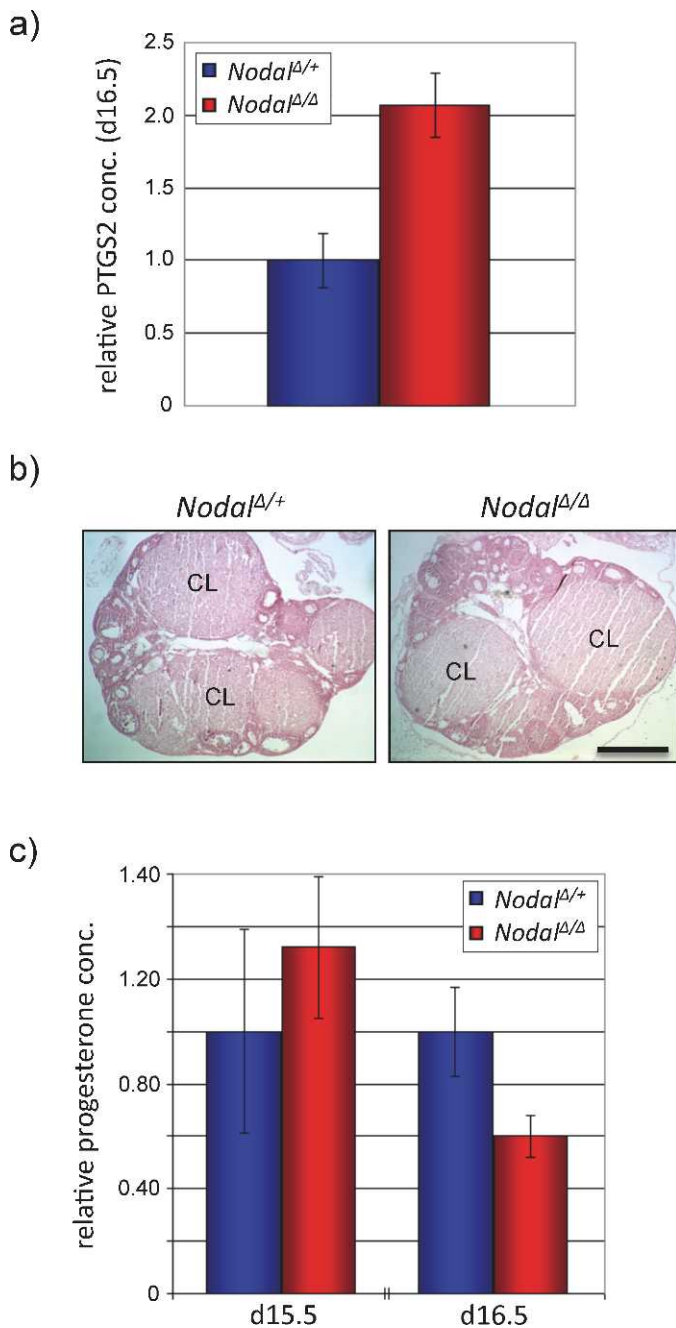 a)
relative PTGS2 conc. (d16.5)
2.5
2.0
1.5
1.0
0.5
0
Nodal^Δ/+
Nodal^Δ/Δ
b)
Nodal^Δ/+
Nodal^Δ/Δ
CL
CL
CL
CL
c)
relative progesterone conc.
1.40
1.20
0.80
0.40
0
Nodal^Δ/+
Nodal^Δ/Δ
d15.5
d16.5